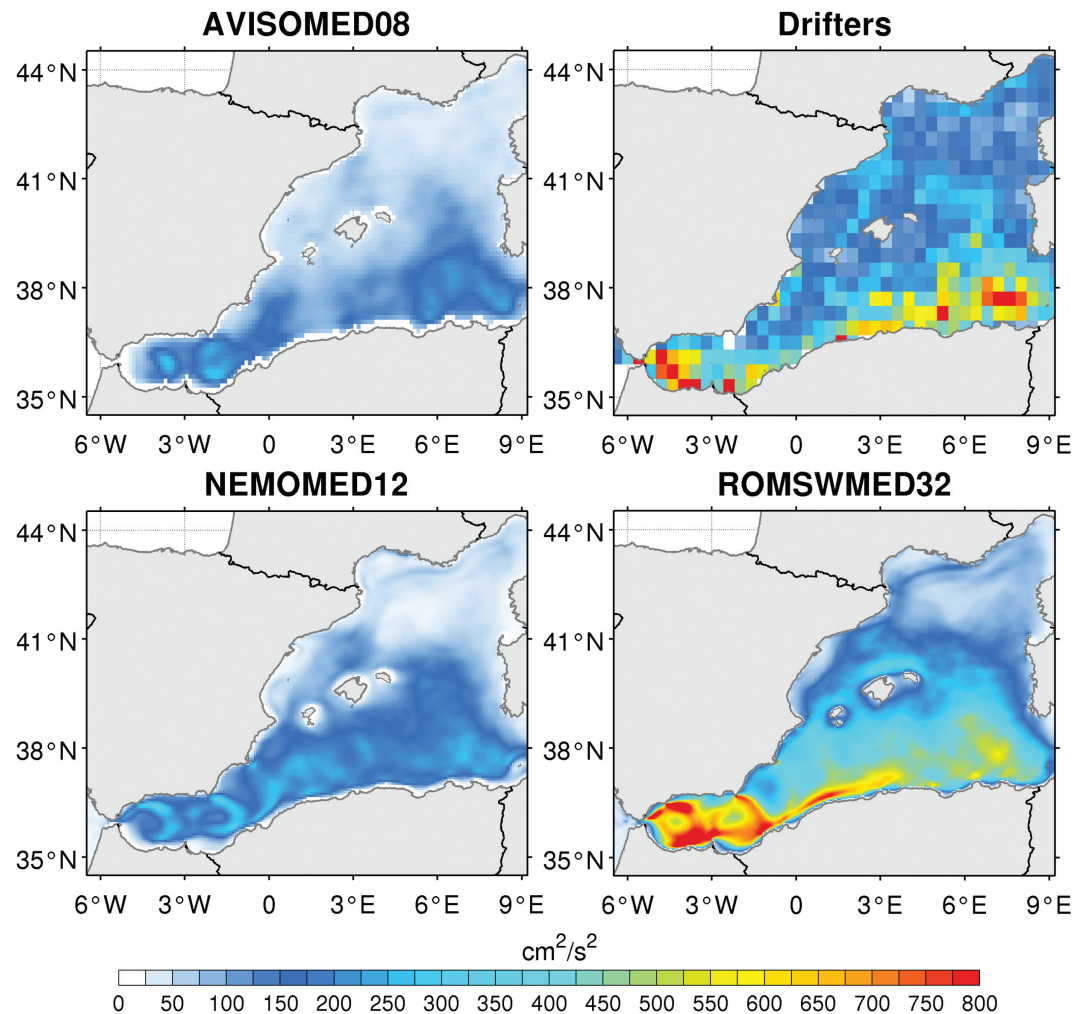 AVISOMED08 Drifters
44°N 44°N
41°N 41°N
38°N 38°N
35°N 35°N
6°W 3°W 0 3°E 6°E 9°E 6°W 3°W 0 3°E 6°E 9°E
NEMOMED12 ROMSWMED32
44°N 44°N
41°N 41°N
38°N 38°N
35°N 35°N
6°W 3°W 0 3°E 6°E 9°E 6°W 3°W 0 3°E 6°E 9°E
cm²/s²
0 50 100 150 200 250 300 350 400 450 500 550 600 650 700 750 800